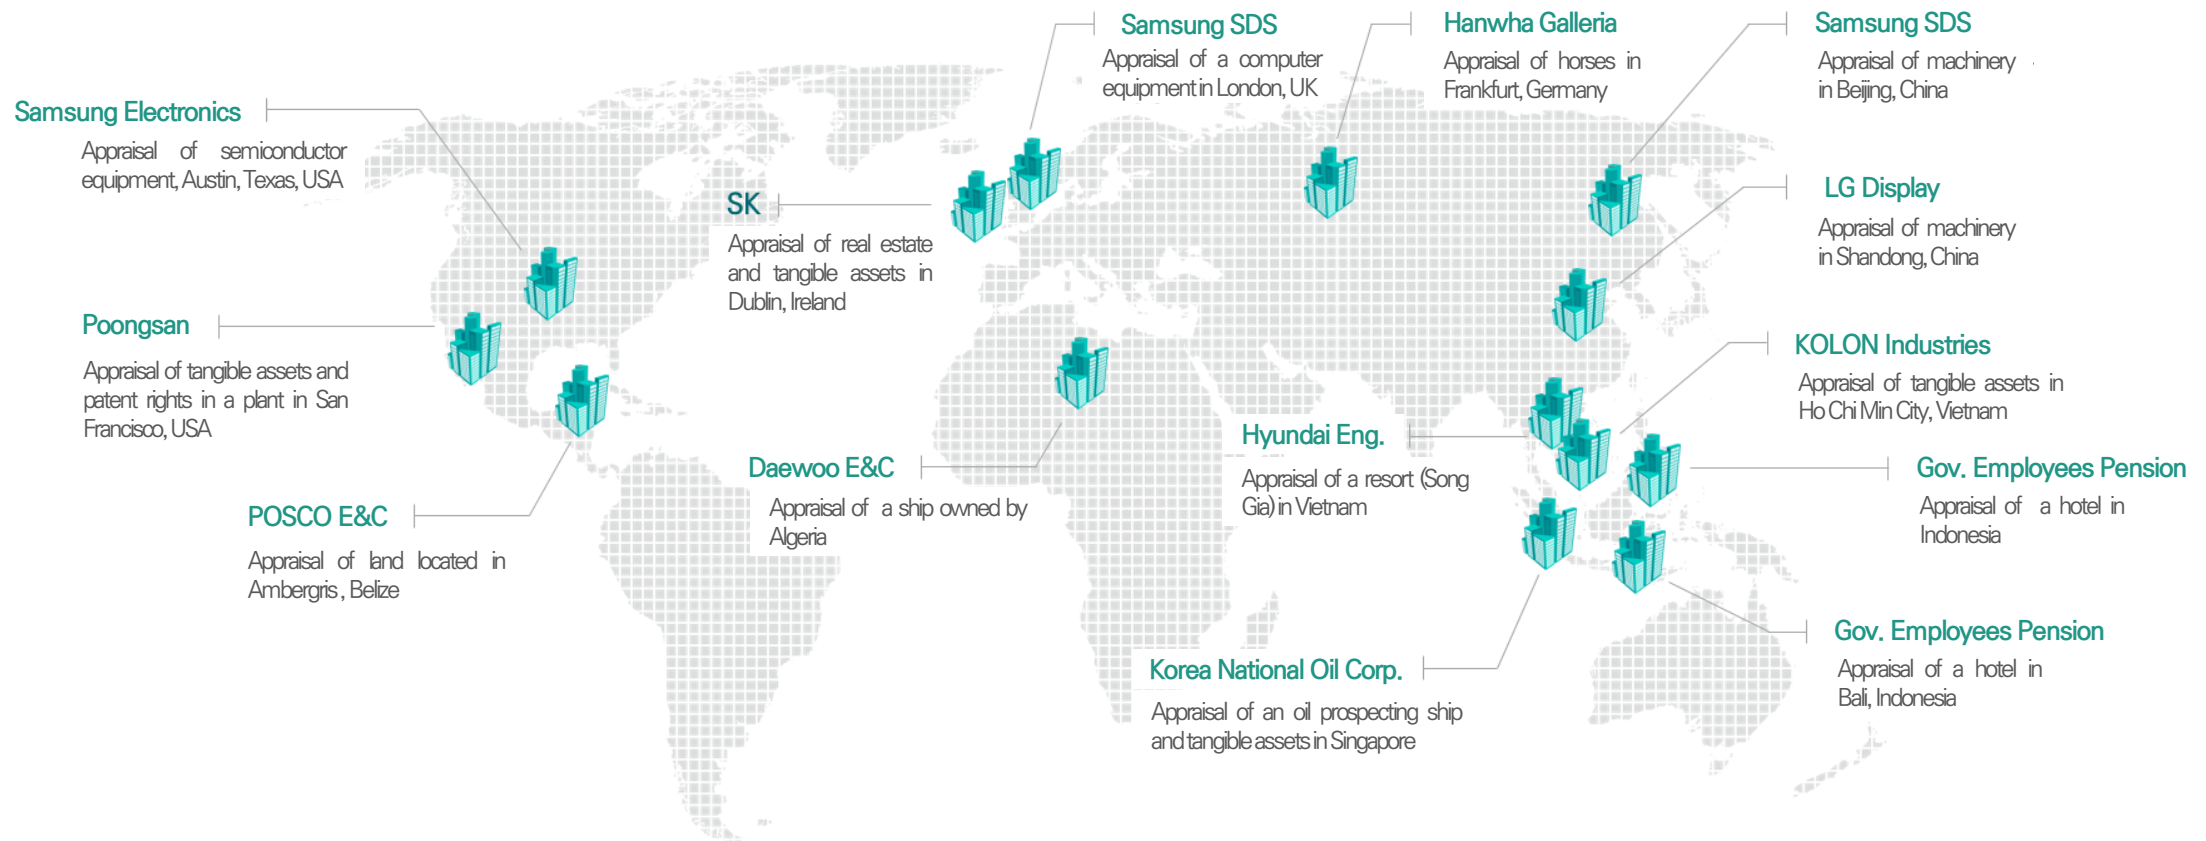 Samsung SDS
Appraisal of a computer
equipment in London, UK
Hanwha Galleria
Appraisal of horses in
Frankfurt, Germany
Samsung SDS
Appraisal of machinery
in Beijing, China
Samsung Electronics
Appraisal of semiconductor
equipment, Austin, Texas, USA
SK
Appraisal of real estate
and tangible assets in
Dublin, Ireland
LG Display
Appraisal of machinery
in Shandong, China
Poongsan
Appraisal of tangible assets and
patent rights in a plant in San
Francisco, USA
KOLON Industries
Appraisal of tangible assets in
Ho Chi Min City, Vietnam
Hyundai Eng.
Appraisal of a resort (Song
Gia) in Vietnam
Daewoo E&C
Appraisal of a ship owned by
Algeria
Gov. Employees Pension
Appraisal of a hotel in
Indonesia
POSCO E&C
Appraisal of land located in
Ambergris , Belize
Gov. Employees Pension
Appraisal of a hotel in
Bali, Indonesia
Korea National Oil Corp.
Appraisal of an oil prospecting ship
and tangible assets in Singapore